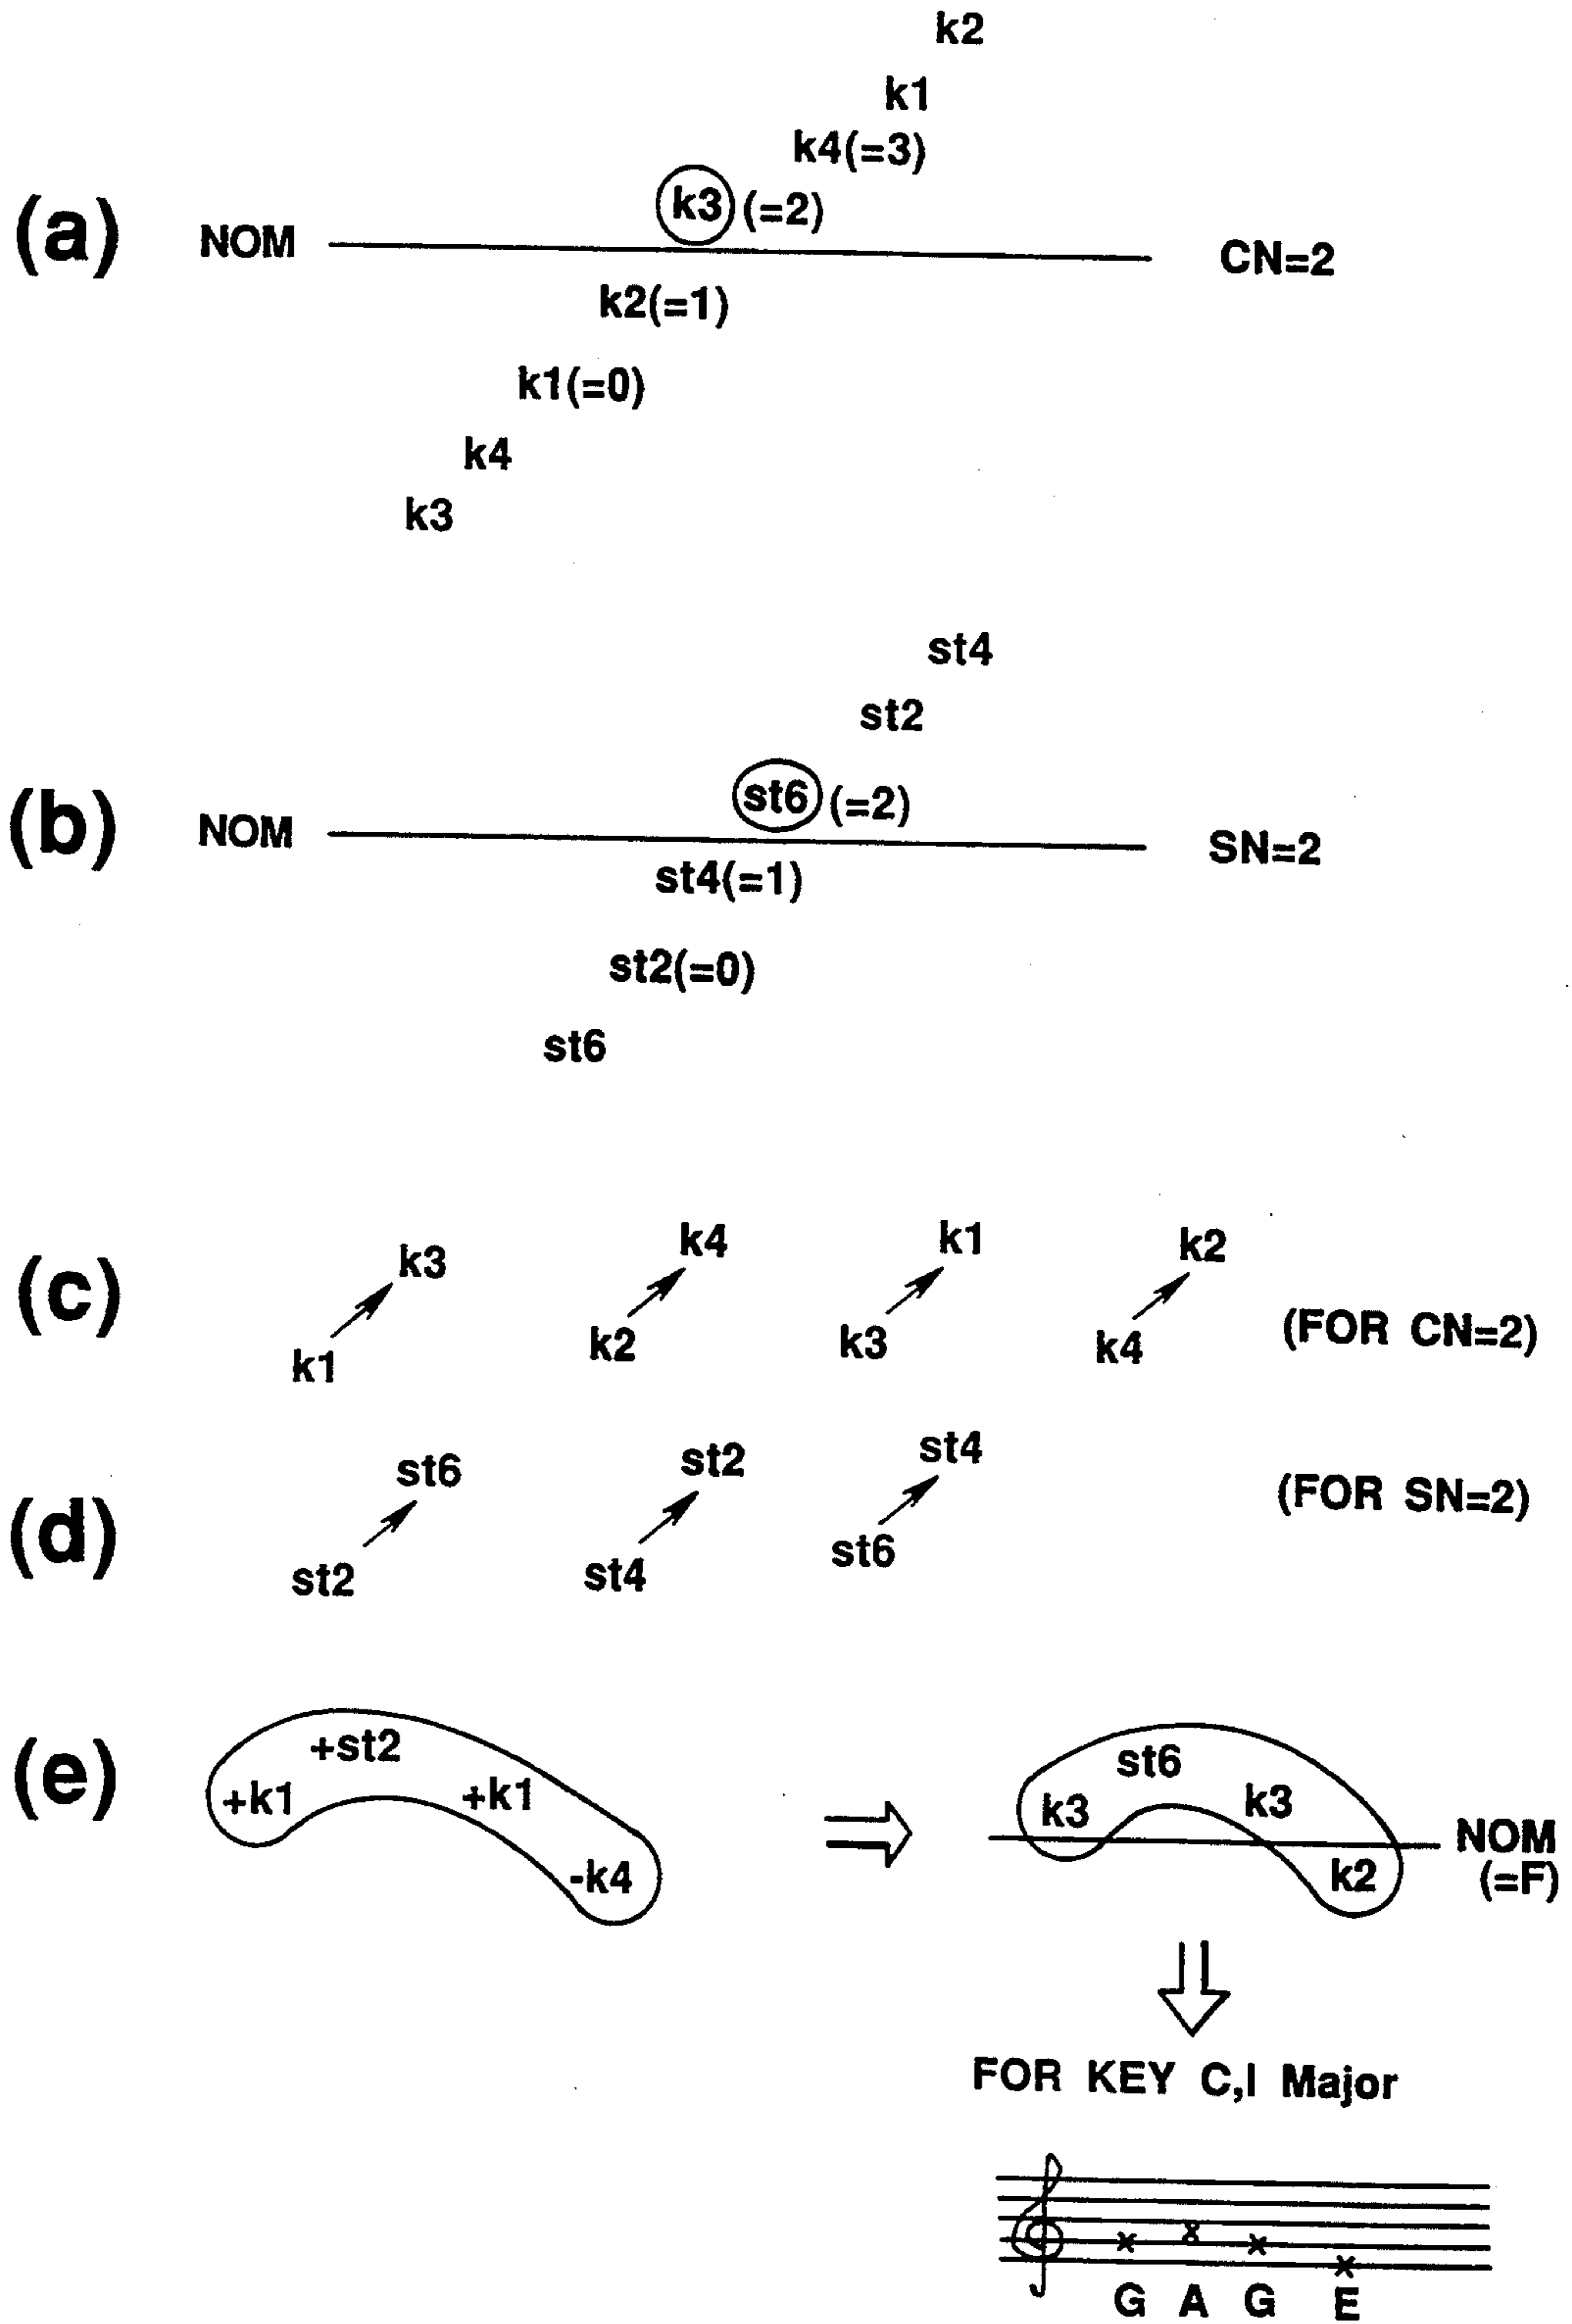 k2
k1
k4(=3)
k3 (=2)
(a) NOM CN=2
k2(=1)
k1(=0)
k4
k3
st4
st2
st6 (=2)
(b) NOM SN=2
st4(=1)
st2(=0)
st6
(c) k1 k3 k2 k4 k3 k1 k4 k2 (FOR CN=2)
(d) st2 st6 st4 st2 st6 st4 (FOR SN=2)
(e) +k1 +st2 +k1 -k4 k3 st6 k3 k2 NOM
(=F)
FOR KEY C,I Major
G A G E